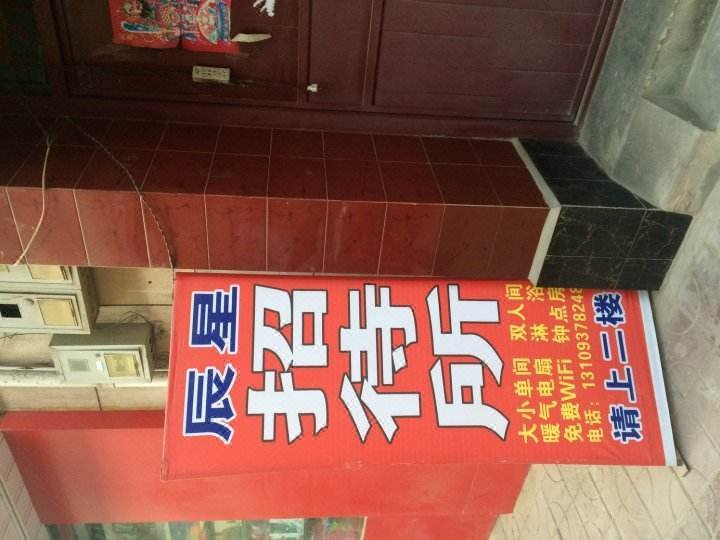 辰星
招待所
大小单间 双人间
暖气电扇 淋浴
免费WiFi 钟点房
电话：13109378248
请上二楼